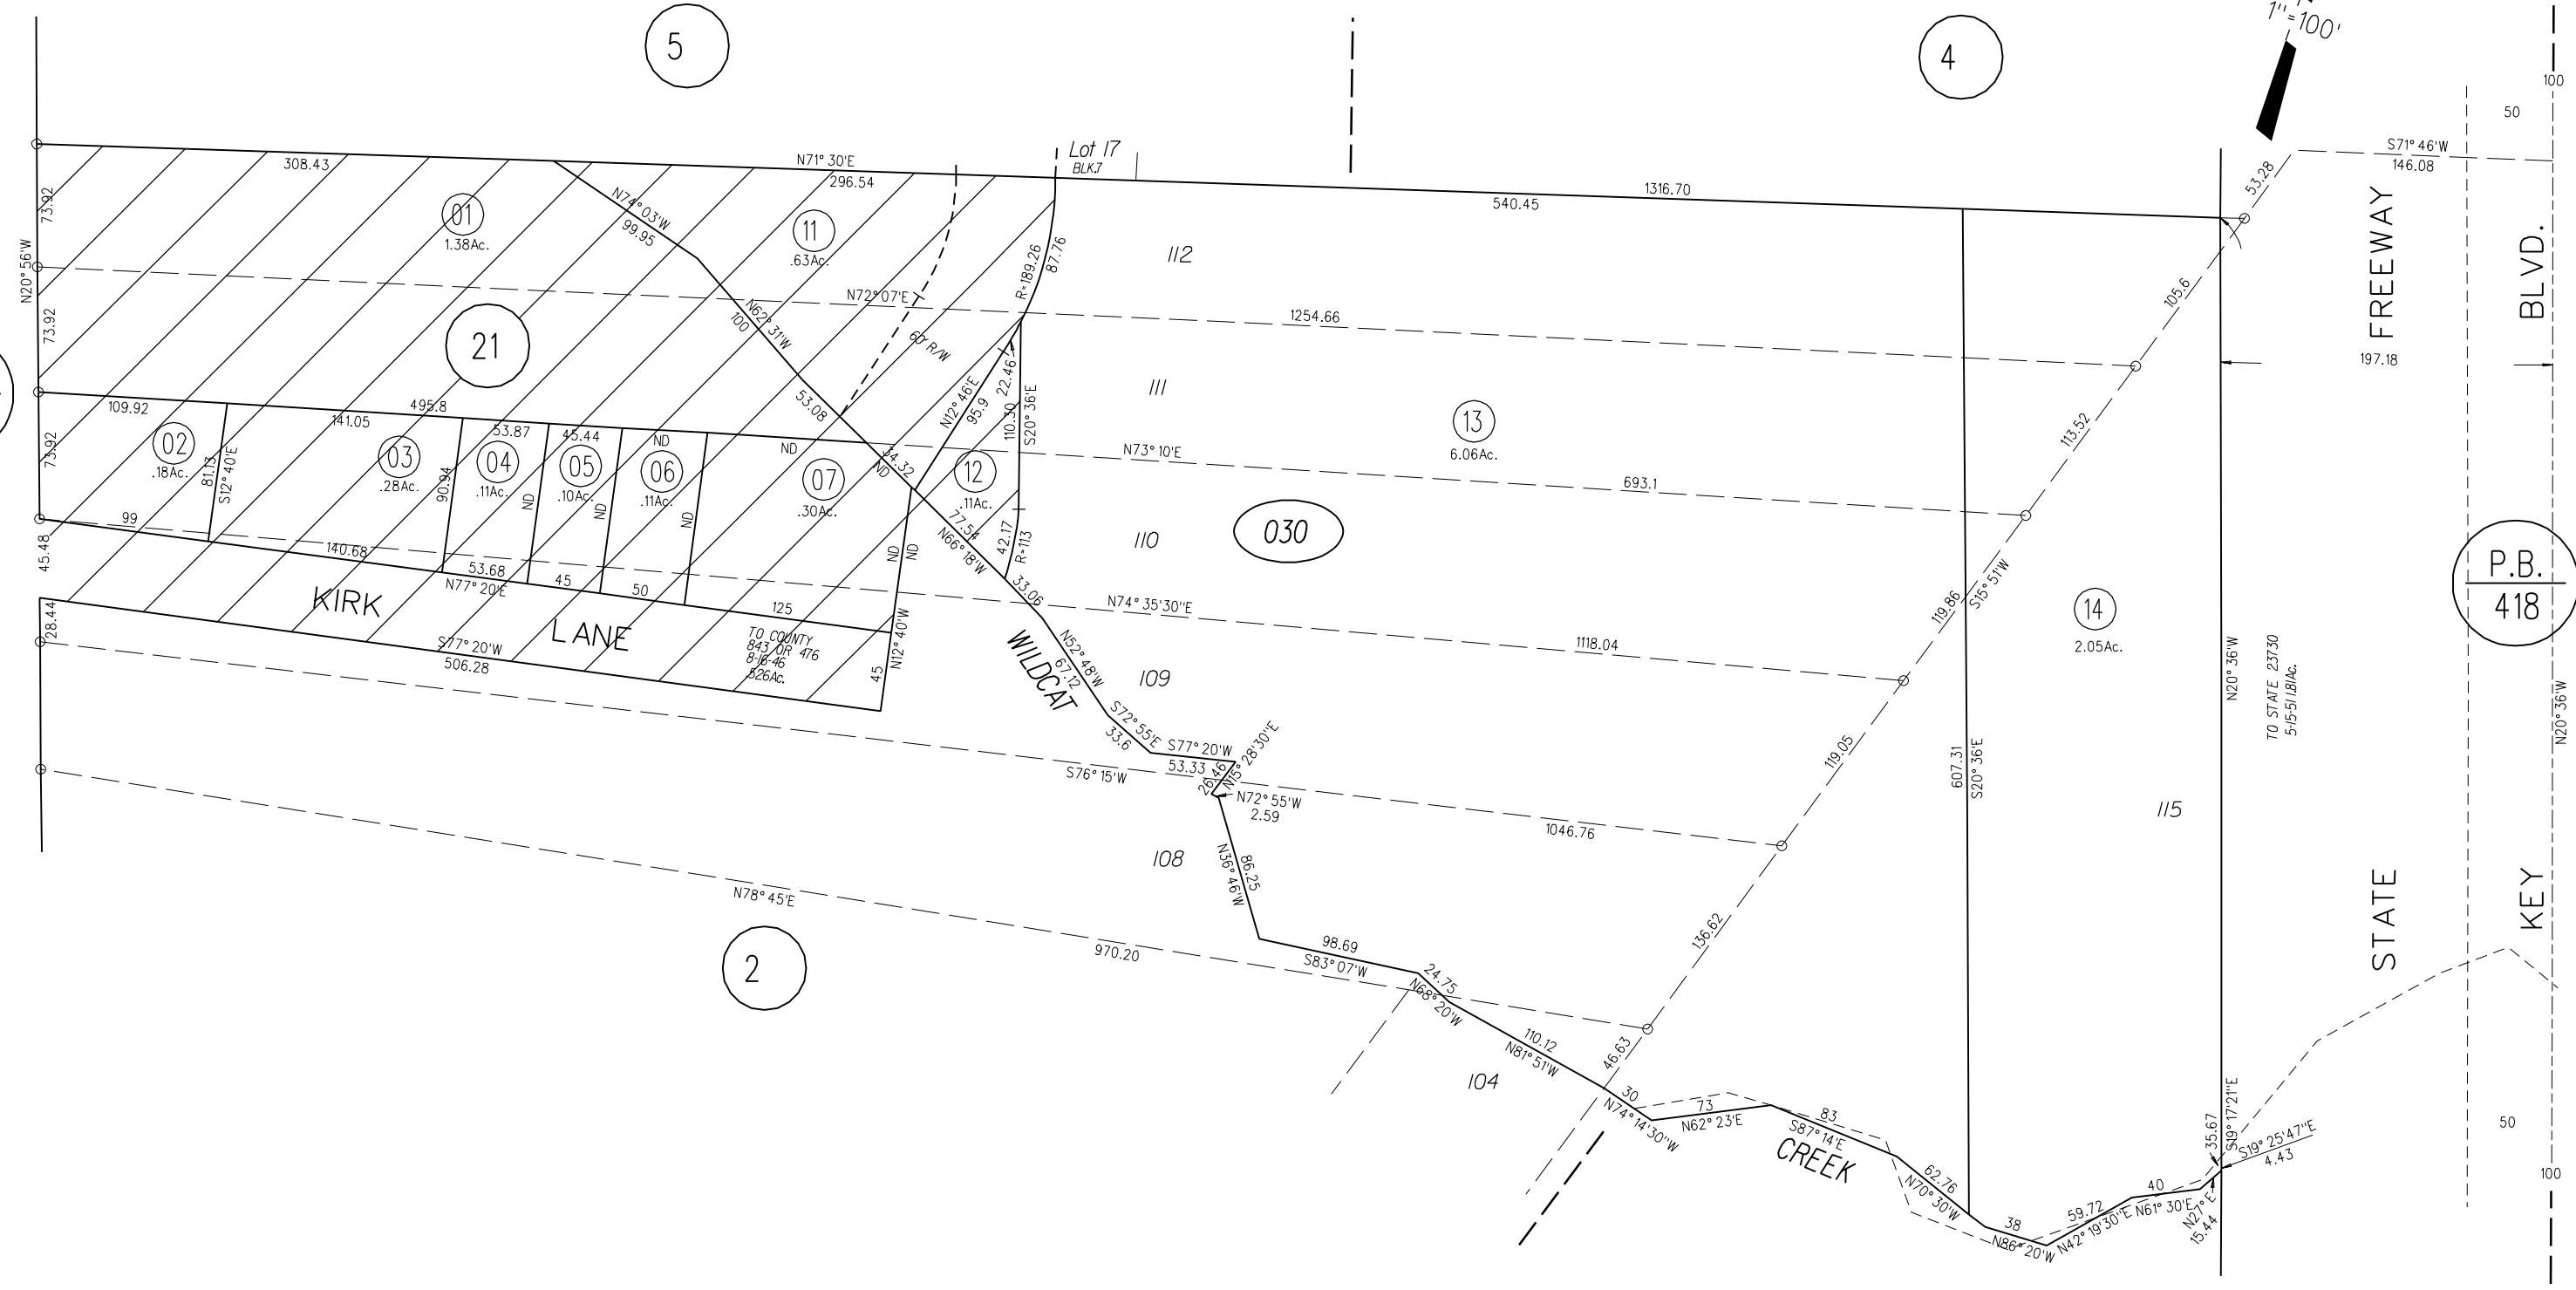 5
4
1"=100'
100
50
S71°46'W
146.08
53.28
Lot 17
BLK.7
N71°30'E
308.43
296.54
1316.70
540.45
73.92
01
1.38Ac.
N74°03'W
99.95
11
.63Ac.
R=189.26
87.76
112
FREEWAY
BLVD.
N20°56'W
73.92
21
N72°07'E
N62°31'W
100
60' R/W
1254.66
105.6
197.18
53.08
N12°46'E
95.9
22.46
110.30
S20°36'E
111
13
6.06Ac.
113.52
109.92
141.05
495.8
53.87
45.44
ND
ND
54.32
ND
73.92
02
.18Ac.
81.13
S12°40'E
03
.28Ac.
90.94
04
.11Ac.
ND
05
.10Ac.
ND
06
.11Ac.
ND
07
.30Ac.
12
.11Ac.
N73°10'E
693.1
99
140.68
53.68
N77°20'E
45
50
125
ND
ND
77.54
N66°18'W
42.17
R=113
110
030
P.B.
418
45.48
28.44
KIRK
LANE
S77°20'W
506.28
TO COUNTY
843 OR 476
8-16-46
.526Ac.
45
N12°40'W
33.06
N74°35'30"E
1118.04
119.86
S15°51'W
14
2.05Ac.
N20°36'W
TO STATE 23730
5-15-51 1.81Ac.
N20°36'W
WILDCAT
N52°48'W
67.12
109
S72°55'E
33.6
S77°20'W
53.33
N15°28'30"E
26.46
N72°55'W
2.59
S76°15'W
1046.76
119.05
607.31
S20°36'E
115
108
N36°46'W
86.25
N78°45'E
970.20
2
98.69
S83°07'W
24.75
N68°20'W
136.62
STATE
KEY
110.12
N81°51'W
46.63
104
30
N74°14'30"W
73
N62°23'E
83
S87°14'E
CREEK
62.76
N70°30'W
38
N86°20'W
59.72
N42°19'30"E
40
N61°30'E
N27°E
15.44
35.67
S19°17'21"E
S19°25'47"E
4.43
50
100